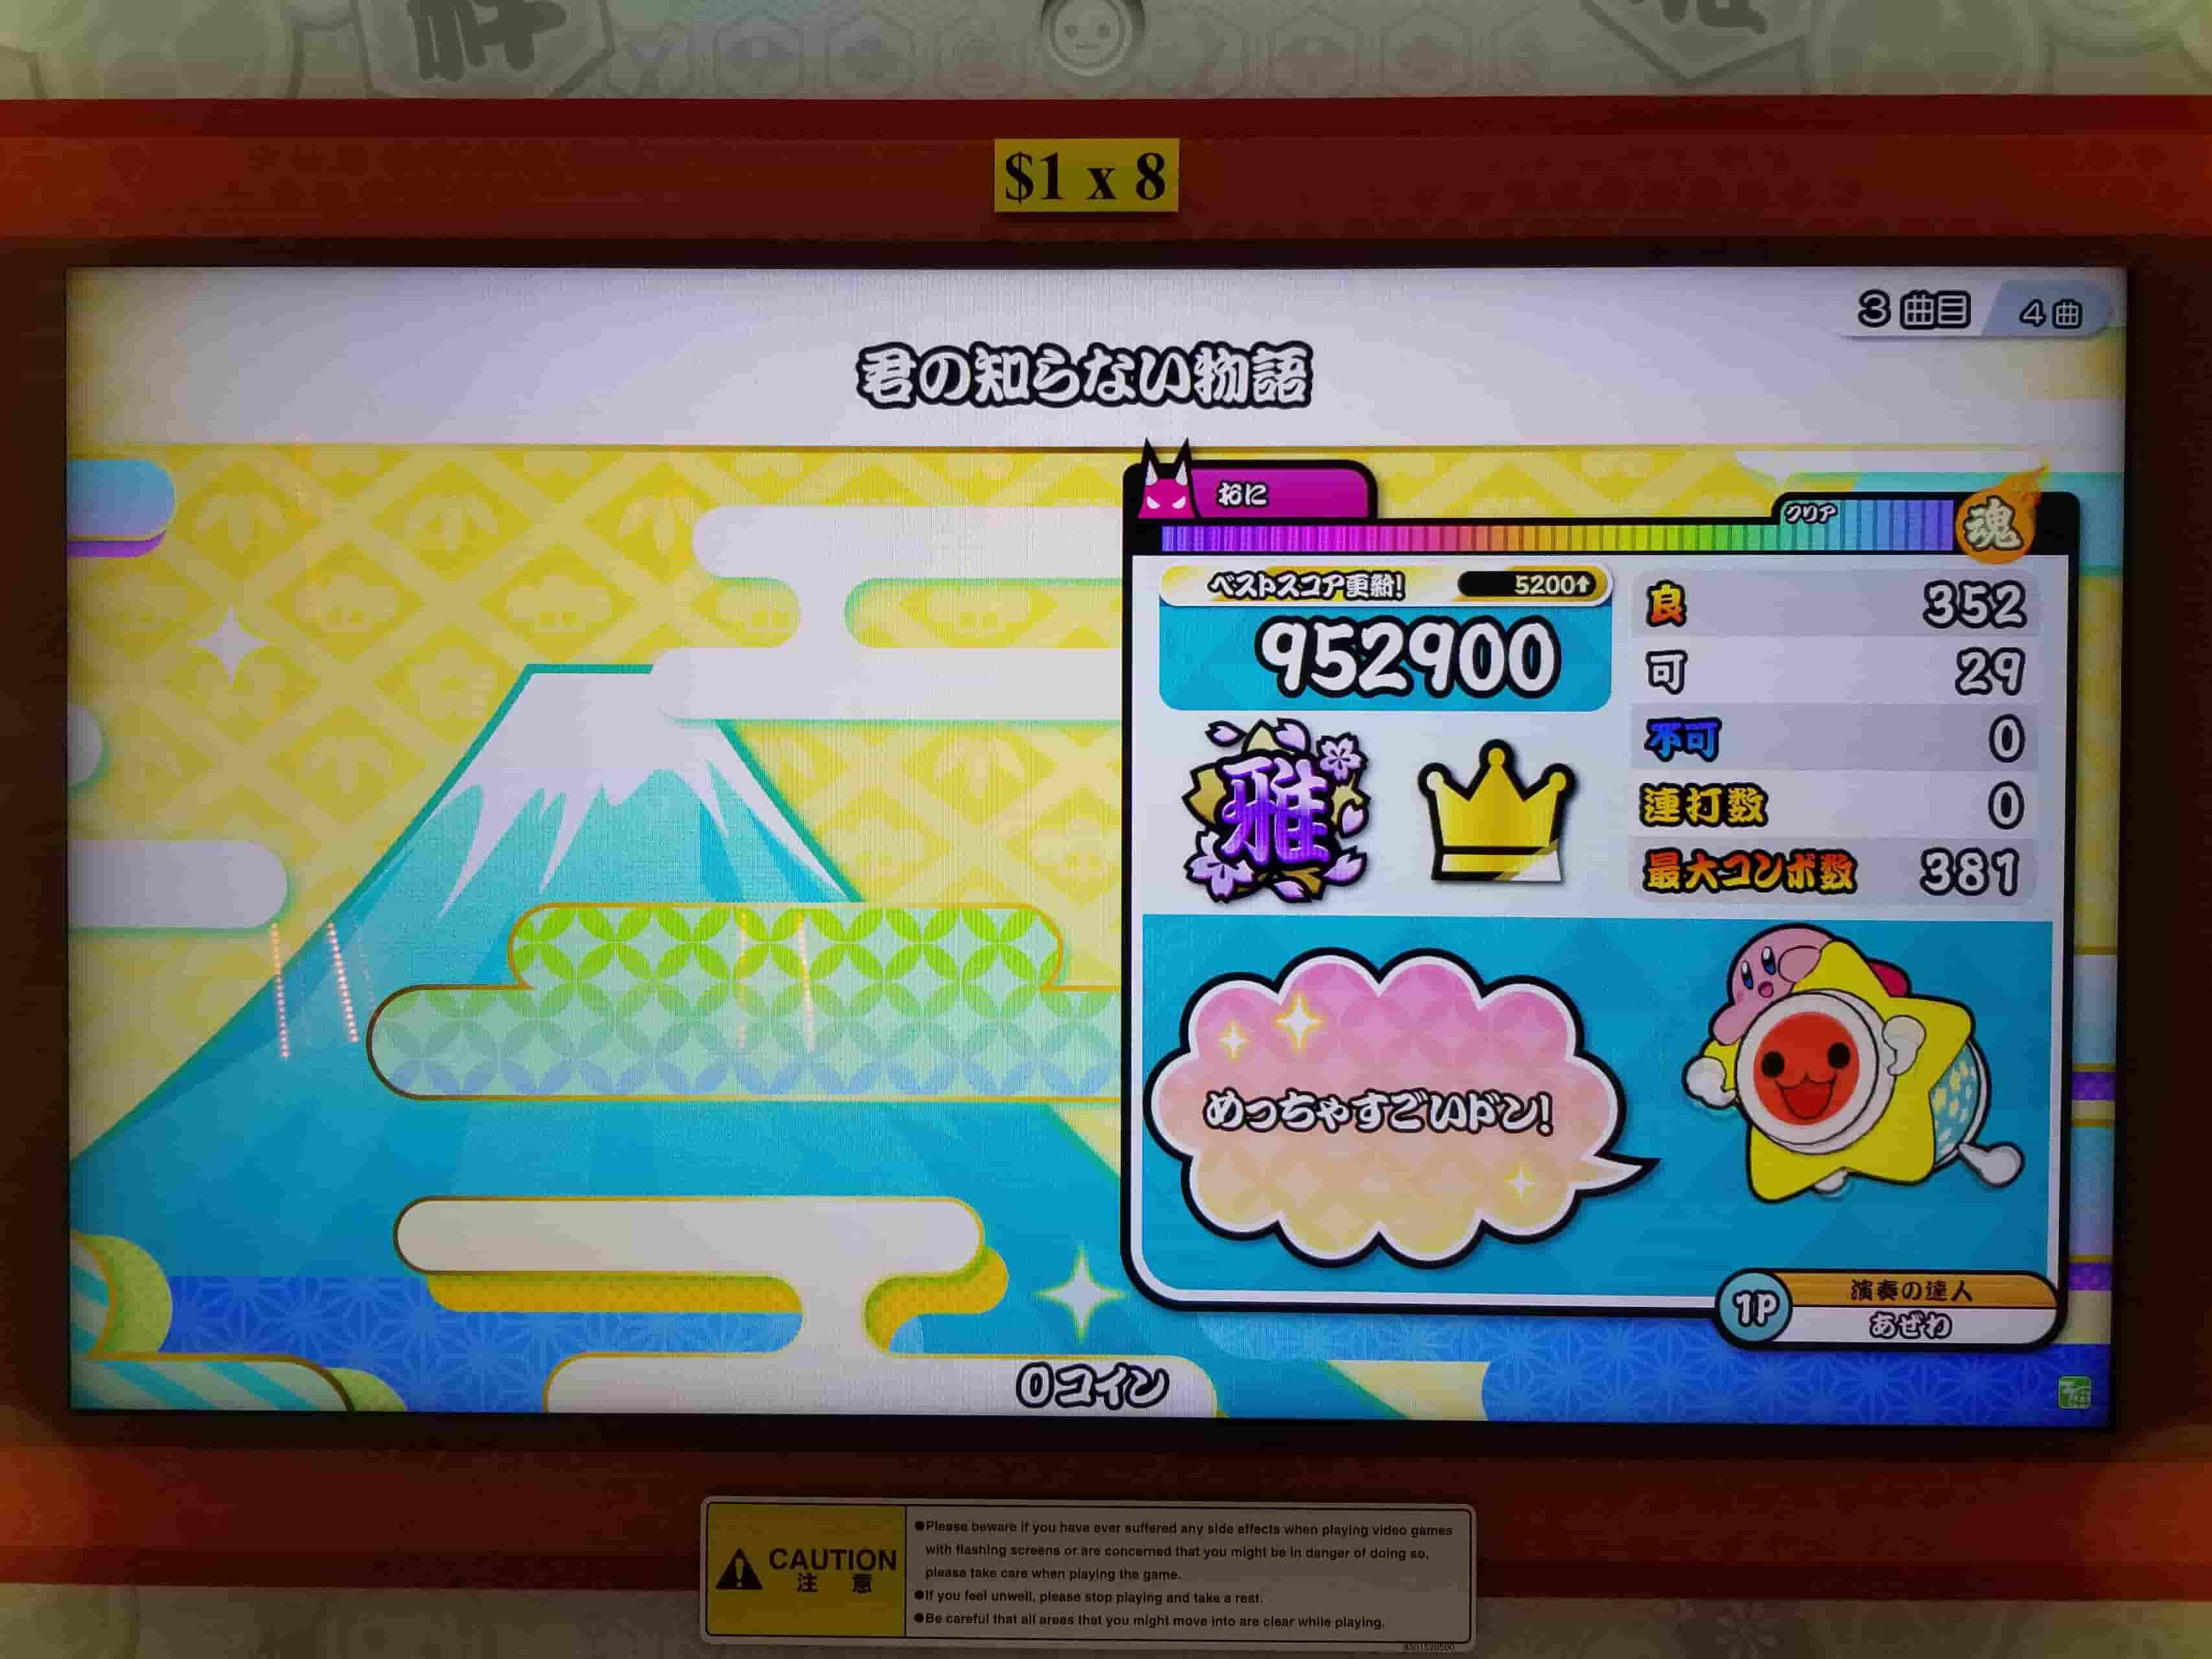 $1 x 8
3曲目 4曲
君の知らない物語
おに
クリア
魂
ベストスコア更新! 5200↑
952900
良 352
可 29
不可 0
連打数 0
最大コンボ数 381
雅
めっちゃすごいドン!
1P
演奏の達人
あぜわ
0コイン
CAUTION
注 意
●Please beware if you have ever suffered any side effects when playing video games
with flashing screens or are concerned that you might be in danger of doing so,
please take care when playing the game.
●If you feel unwell, please stop playing and take a rest.
●Be careful that all areas that you might move into are clear while playing.